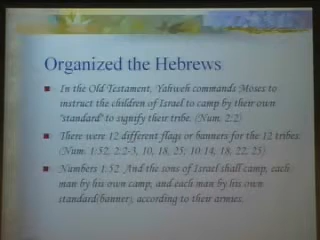 Organized the Hebrews
In the Old Testament, Yahweh commands Moses to
instruct the children of Israel to camp by their own
"standard" to signify their tribe. (Num. 2:2)
There were 12 different flags or banners for the 12 tribes.
(Num. 1:52, 2:2-3, 10, 18, 25; 10:14, 18, 22, 25)
Numbers 1:52 And the sons of Israel shall camp, each
man by his own camp, and each man by his own
standard(banner), according to their armies.